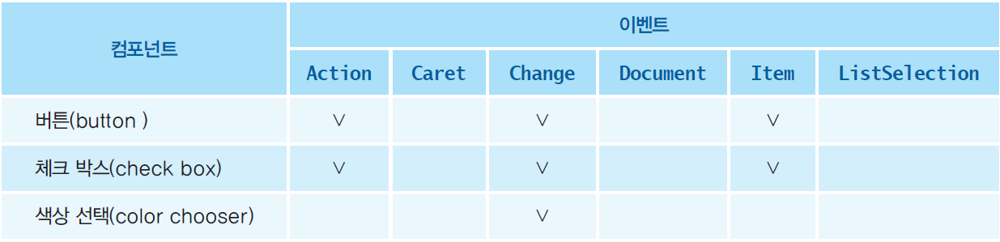 컴포넌트
이벤트
Action Caret Change Document Item ListSelection
버튼(button ) ∨ ∨ ∨
체크 박스(check box) ∨ ∨ ∨
색상 선택(color chooser) ∨